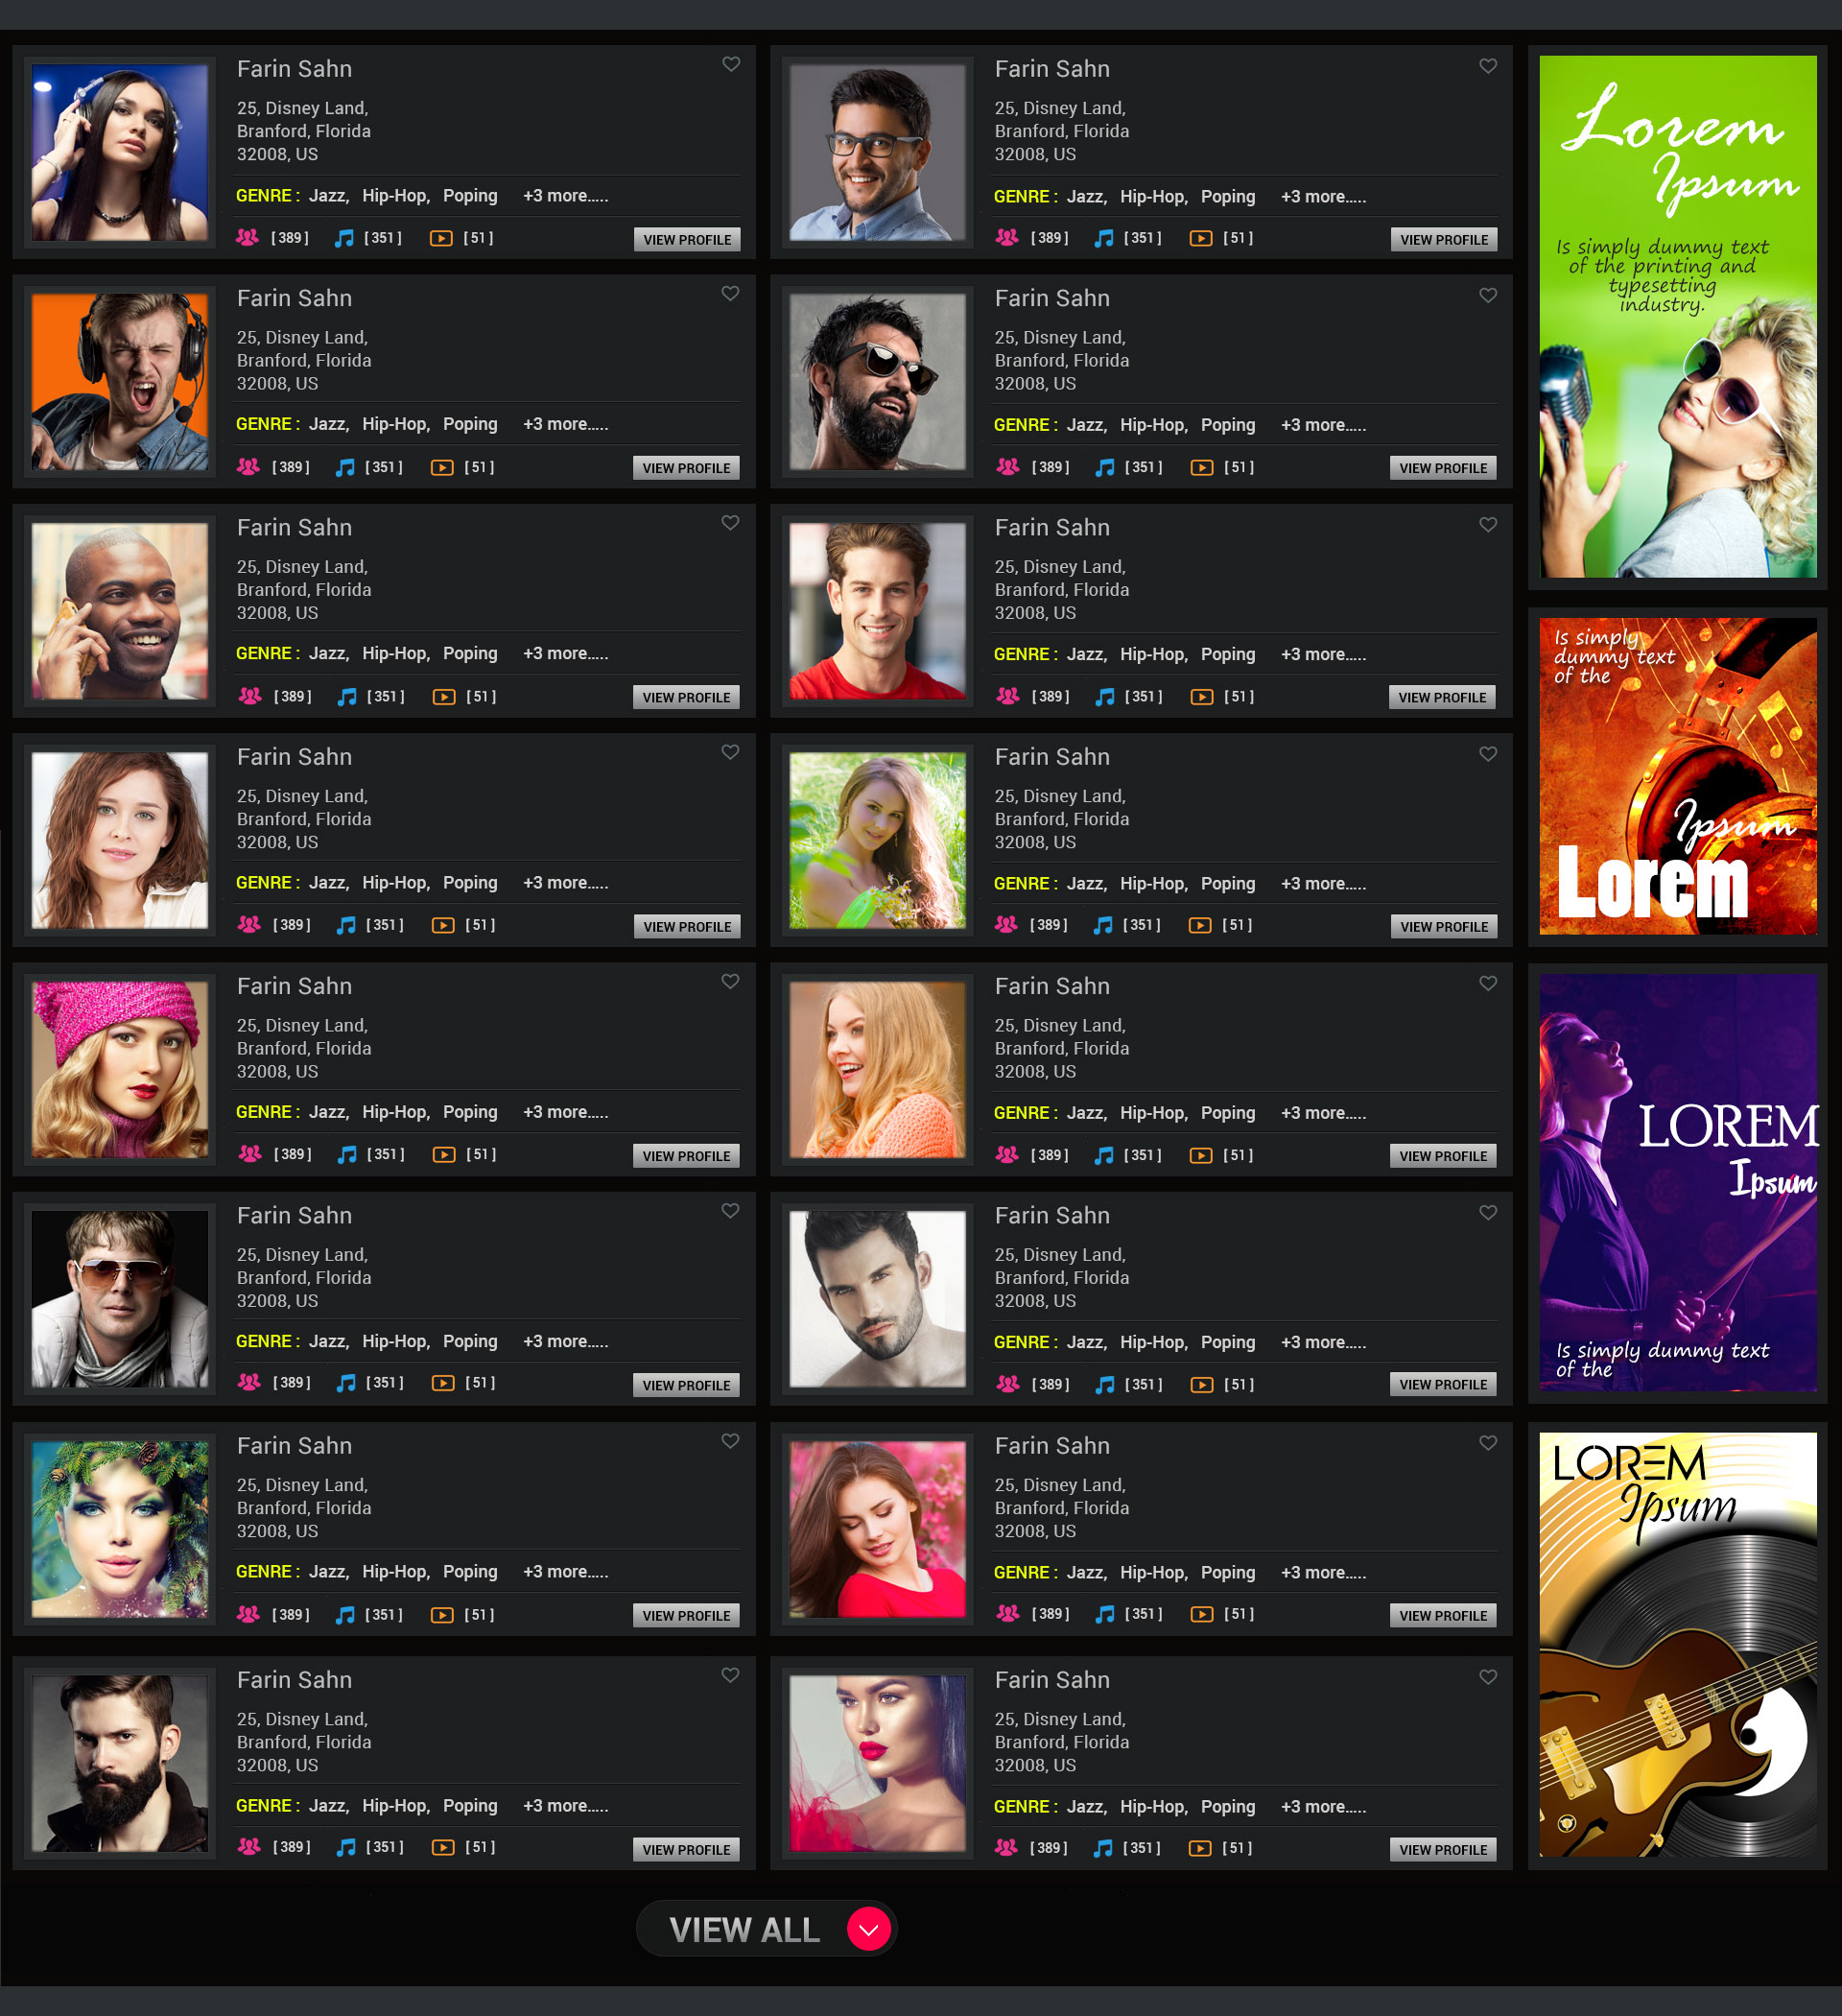 Farin Sahn
25, Disney Land,
Branford, Florida
32008, US
GENRE : Jazz, Hip-Hop, Poping +3 more.....
[ 389 ] [ 351 ] [ 51 ] VIEW PROFILE
Farin Sahn
25, Disney Land,
Branford, Florida
32008, US
GENRE : Jazz, Hip-Hop, Poping +3 more.....
[ 389 ] [ 351 ] [ 51 ] VIEW PROFILE
Farin Sahn
25, Disney Land,
Branford, Florida
32008, US
GENRE : Jazz, Hip-Hop, Poping +3 more.....
[ 389 ] [ 351 ] [ 51 ] VIEW PROFILE
Farin Sahn
25, Disney Land,
Branford, Florida
32008, US
GENRE : Jazz, Hip-Hop, Poping +3 more.....
[ 389 ] [ 351 ] [ 51 ] VIEW PROFILE
Farin Sahn
25, Disney Land,
Branford, Florida
32008, US
GENRE : Jazz, Hip-Hop, Poping +3 more.....
[ 389 ] [ 351 ] [ 51 ] VIEW PROFILE
Farin Sahn
25, Disney Land,
Branford, Florida
32008, US
GENRE : Jazz, Hip-Hop, Poping +3 more.....
[ 389 ] [ 351 ] [ 51 ] VIEW PROFILE
Farin Sahn
25, Disney Land,
Branford, Florida
32008, US
GENRE : Jazz, Hip-Hop, Poping +3 more.....
[ 389 ] [ 351 ] [ 51 ] VIEW PROFILE
Farin Sahn
25, Disney Land,
Branford, Florida
32008, US
GENRE : Jazz, Hip-Hop, Poping +3 more.....
[ 389 ] [ 351 ] [ 51 ] VIEW PROFILE
Farin Sahn
25, Disney Land,
Branford, Florida
32008, US
GENRE : Jazz, Hip-Hop, Poping +3 more.....
[ 389 ] [ 351 ] [ 51 ] VIEW PROFILE
Farin Sahn
25, Disney Land,
Branford, Florida
32008, US
GENRE : Jazz, Hip-Hop, Poping +3 more.....
[ 389 ] [ 351 ] [ 51 ] VIEW PROFILE
Farin Sahn
25, Disney Land,
Branford, Florida
32008, US
GENRE : Jazz, Hip-Hop, Poping +3 more.....
[ 389 ] [ 351 ] [ 51 ] VIEW PROFILE
Farin Sahn
25, Disney Land,
Branford, Florida
32008, US
GENRE : Jazz, Hip-Hop, Poping +3 more.....
[ 389 ] [ 351 ] [ 51 ] VIEW PROFILE
Farin Sahn
25, Disney Land,
Branford, Florida
32008, US
GENRE : Jazz, Hip-Hop, Poping +3 more.....
[ 389 ] [ 351 ] [ 51 ] VIEW PROFILE
Farin Sahn
25, Disney Land,
Branford, Florida
32008, US
GENRE : Jazz, Hip-Hop, Poping +3 more.....
[ 389 ] [ 351 ] [ 51 ] VIEW PROFILE
Farin Sahn
25, Disney Land,
Branford, Florida
32008, US
GENRE : Jazz, Hip-Hop, Poping +3 more.....
[ 389 ] [ 351 ] [ 51 ] VIEW PROFILE
Farin Sahn
25, Disney Land,
Branford, Florida
32008, US
GENRE : Jazz, Hip-Hop, Poping +3 more.....
[ 389 ] [ 351 ] [ 51 ] VIEW PROFILE
VIEW ALL
Lorem
Ipsum
Is simply dummy text
of the printing and
typesetting
industry.
Is simply
dummy text
of the
Ipsum
Lorem
LOREM
Ipsum
Is simply dummy text
of the
LOREM
Ipsum